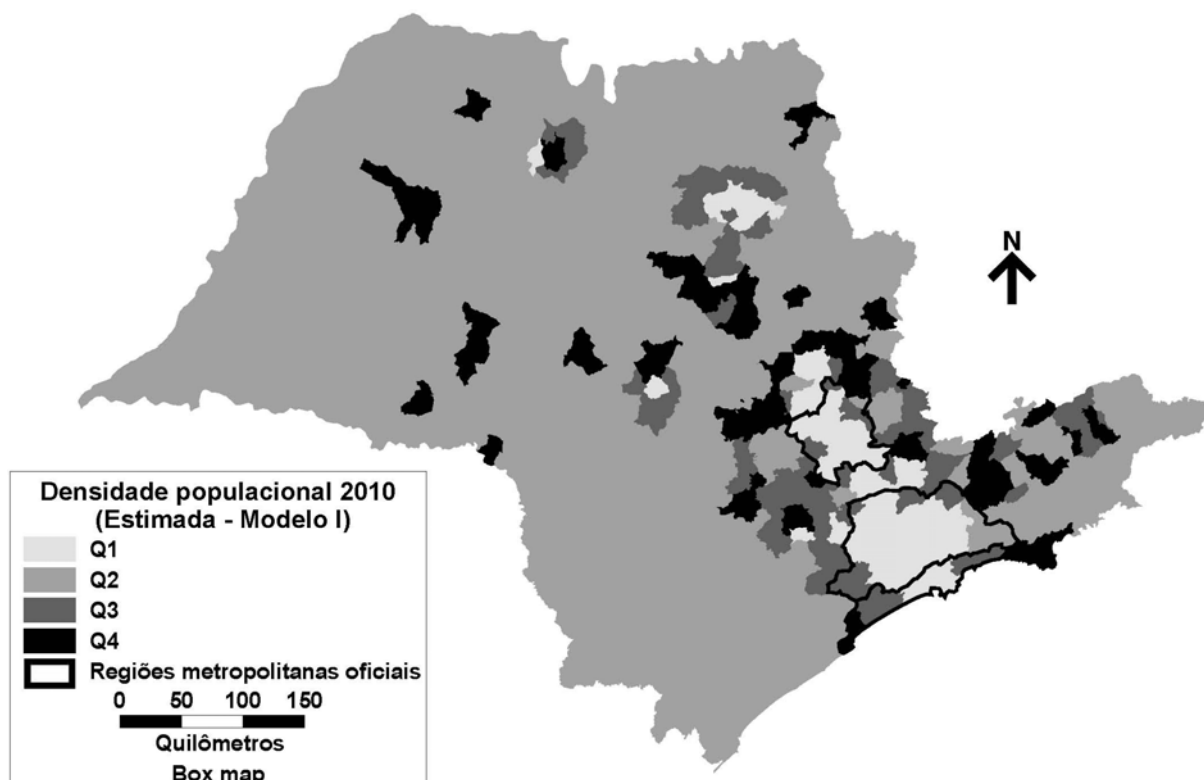 N
Densidade populacional 2010
(Estimada - Modelo I)
Q1
Q2
Q3
Q4
Regiões metropolitanas oficiais
0 50 100 150
Quilômetros
Box map